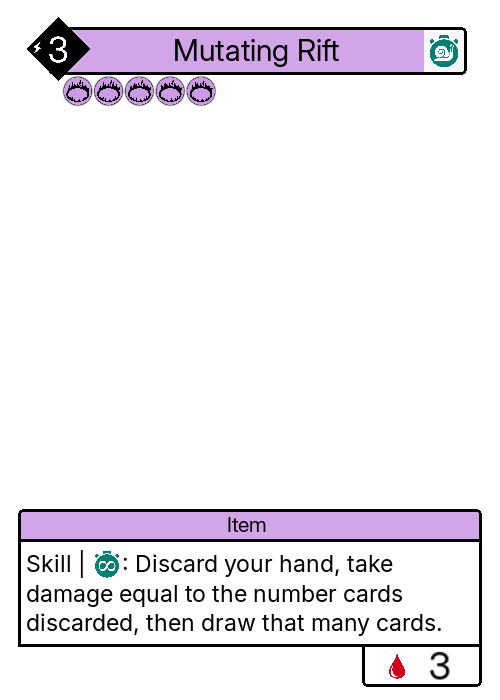 3
Mutating Rift
Item
Skill | ∞: Discard your hand, take
damage equal to the number cards
discarded, then draw that many cards.
3